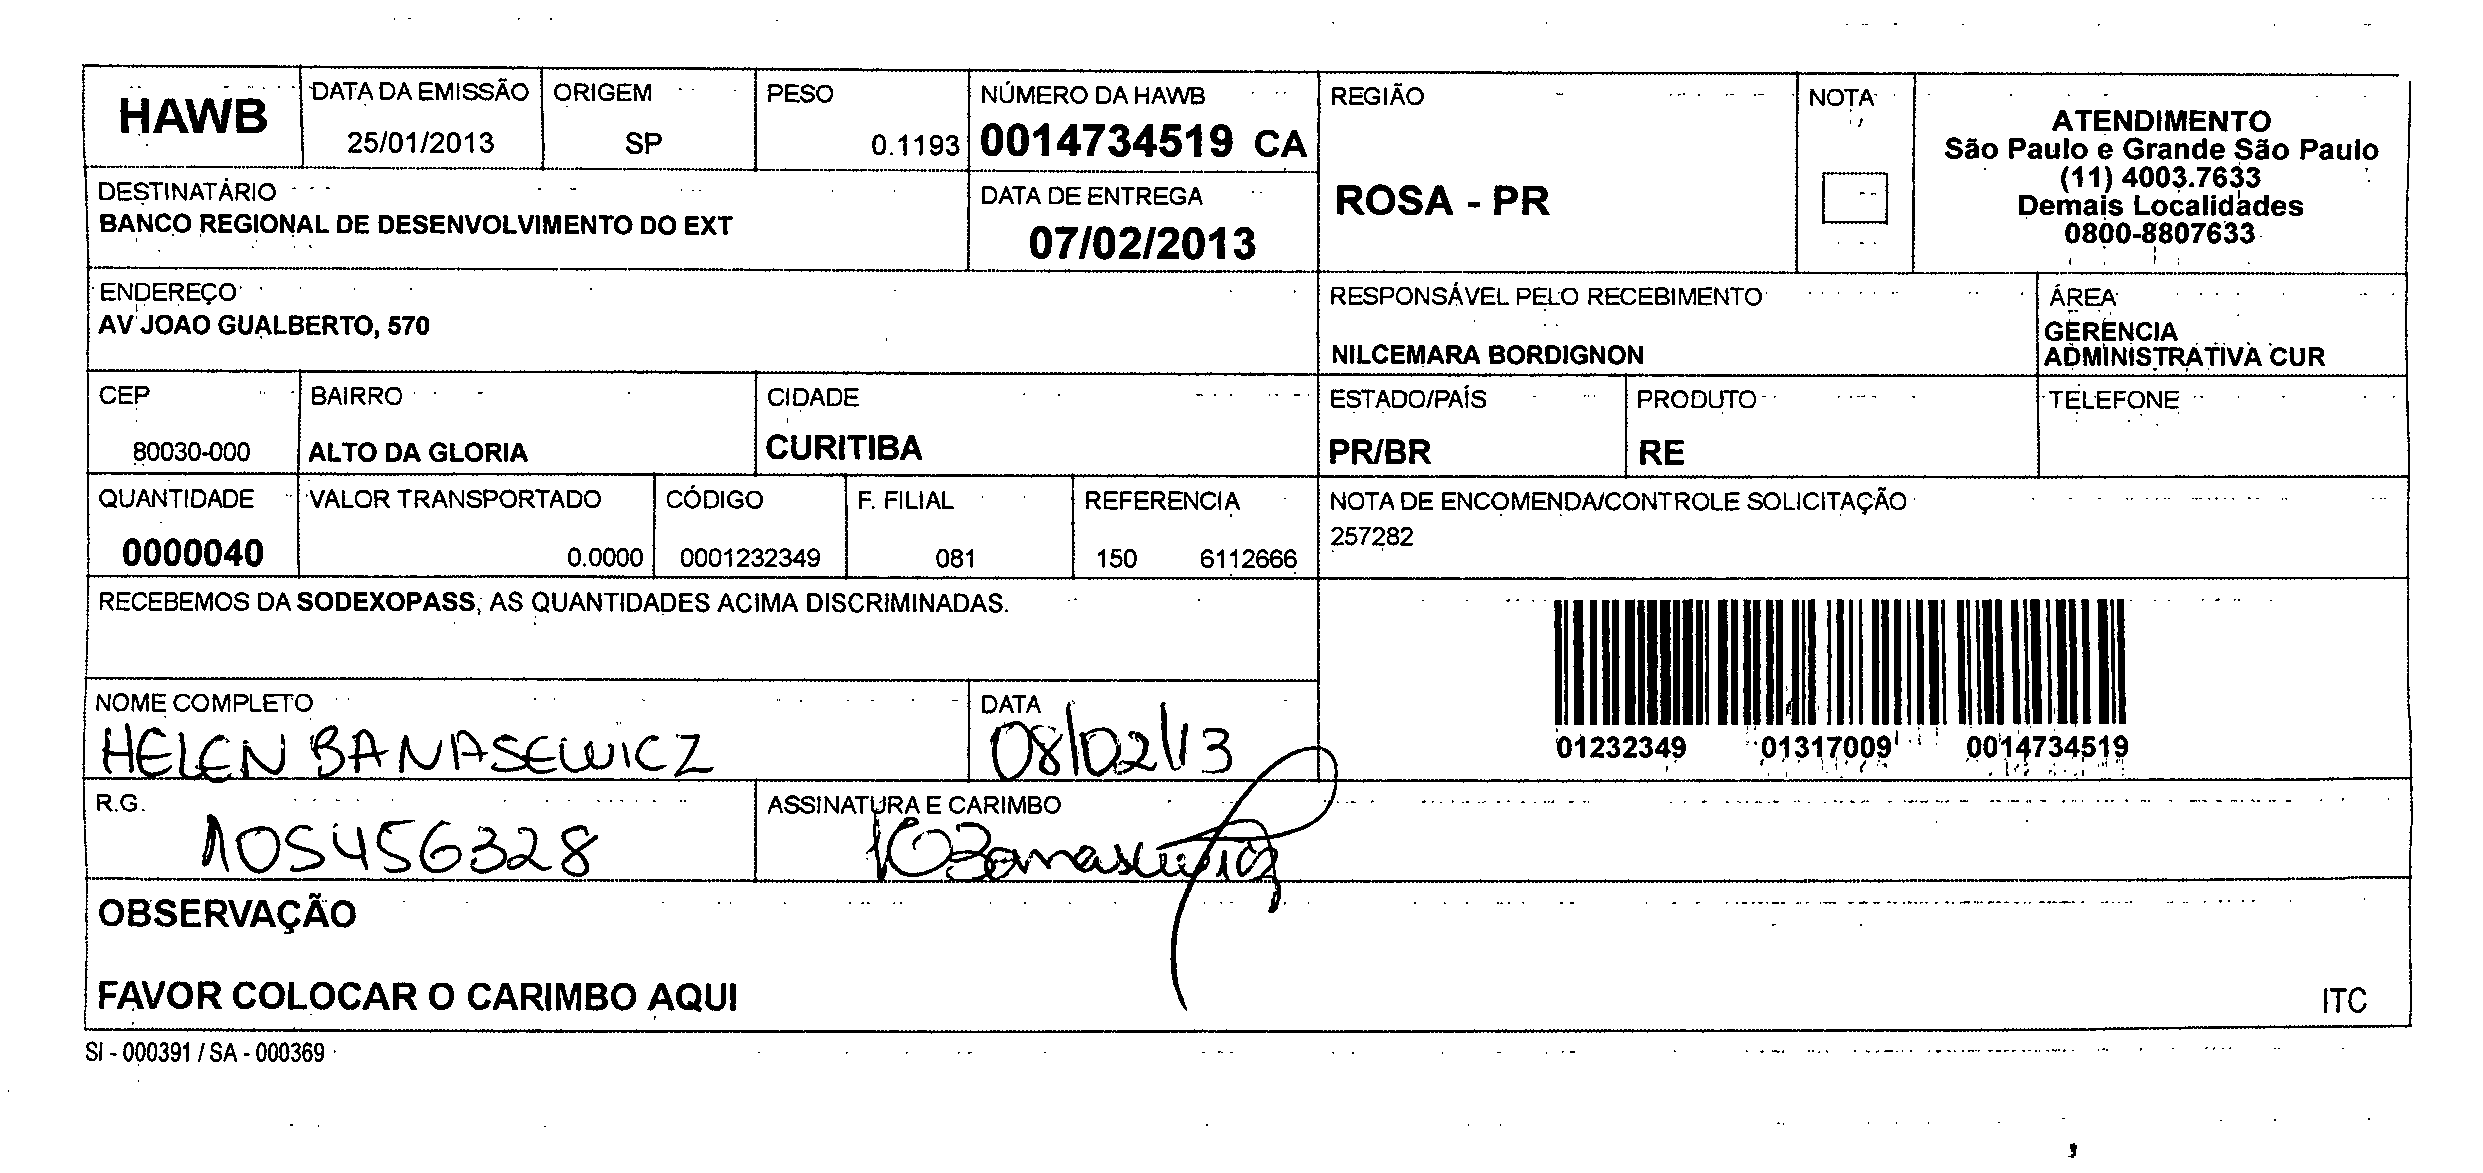 HAWB
DATA DA EMISSÃO
25/01/2013
ORIGEM
SP
PESO
0.1193
NÚMERO DA HAWB
0014734519 CA
REGIÃO
ROSA - PR
NOTA
ATENDIMENTO
São Paulo e Grande São Paulo
(11) 4003.7633
Demais Localidades
0800-8807633
DESTINATÁRIO
BANCO REGIONAL DE DESENVOLVIMENTO DO EXT
DATA DE ENTREGA
07/02/2013
ENDEREÇO
AV JOAO GUALBERTO, 570
RESPONSÁVEL PELO RECEBIMENTO
NILCEMARA BORDIGNON
ÁREA
GERENCIA
ADMINISTRATIVA CUR
CEP
80030-000
BAIRRO
ALTO DA GLORIA
CIDADE
CURITIBA
ESTADO/PAÍS
PR/BR
PRODUTO
RE
TELEFONE
QUANTIDADE
0000040
VALOR TRANSPORTADO
0.0000
CÓDIGO
0001232349
F. FILIAL
081
REFERENCIA
150 6112666
NOTA DE ENCOMENDA/CONTROLE SOLICITAÇÃO
257282
RECEBEMOS DA SODEXOPASS, AS QUANTIDADES ACIMA DISCRIMINADAS.
01232349 01317009 0014734519
NOME COMPLETO
HELEN BANASEWICZ
DATA
08/02/13
R.G.
105456328
ASSINATURA E CARIMBO
Banasewicz
OBSERVAÇÃO
FAVOR COLOCAR O CARIMBO AQUI
ITC
SI - 000391 / SA - 000369